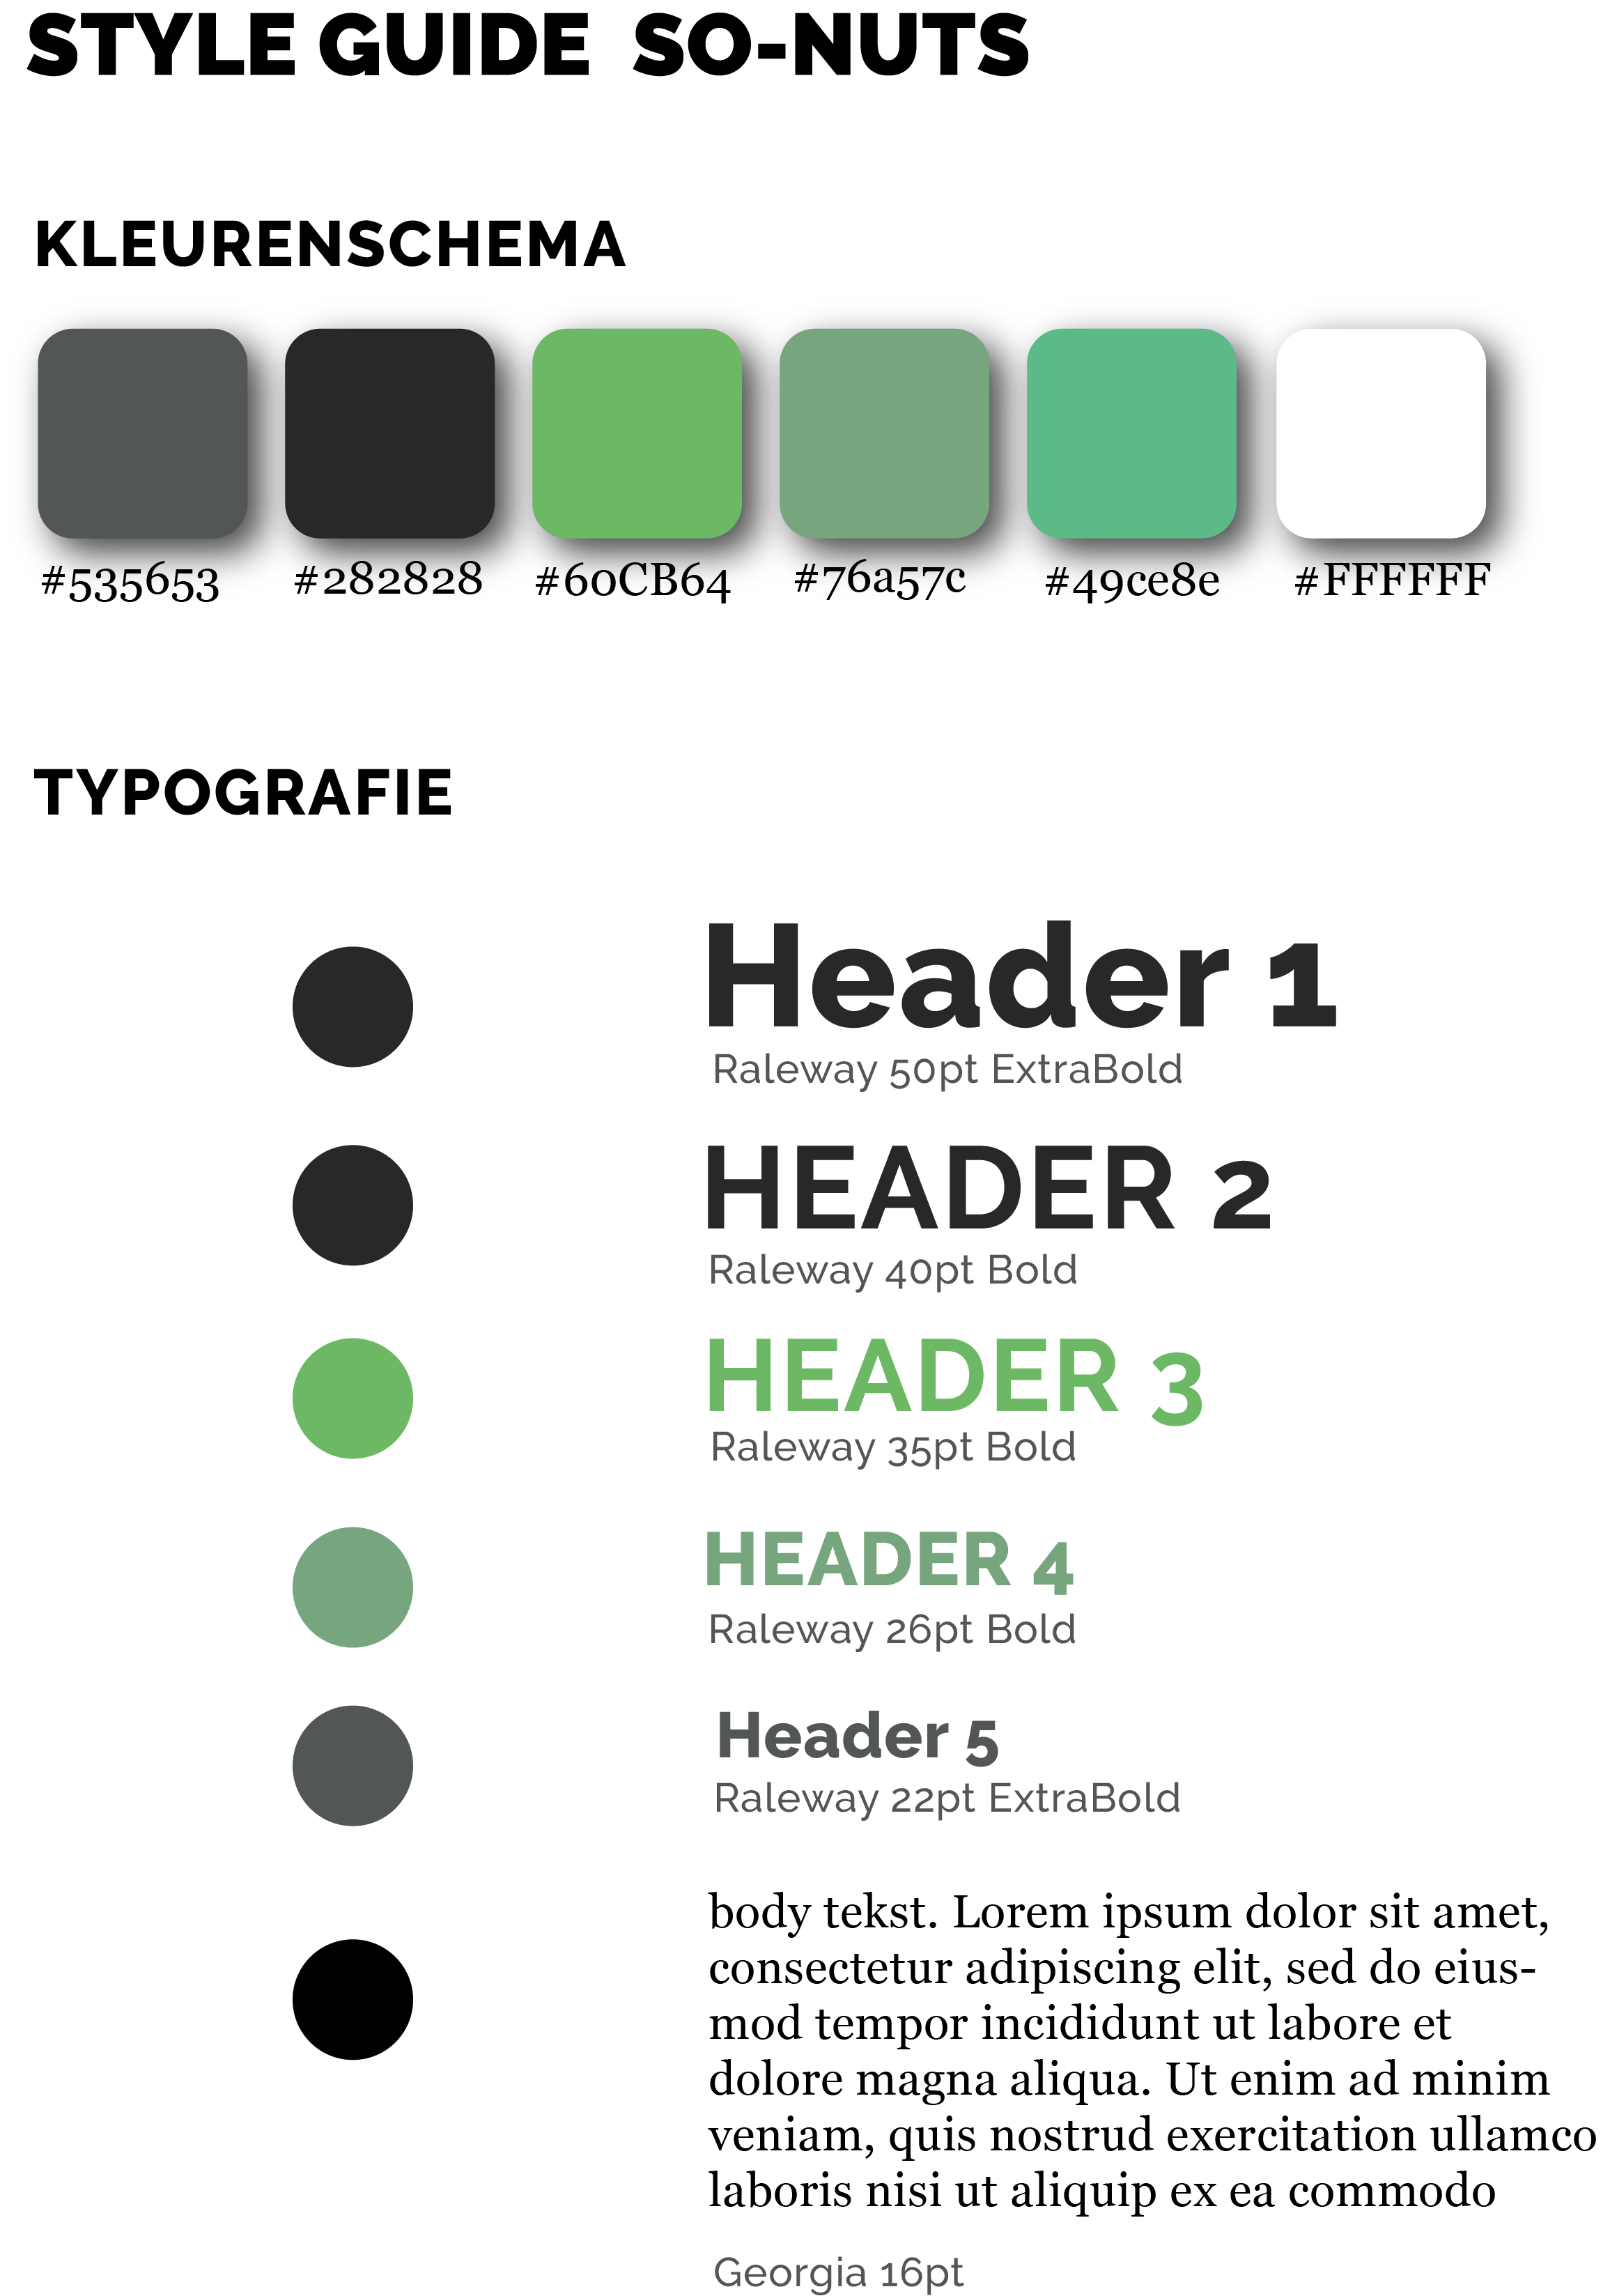 STYLE GUIDE SO-NUTS
KLEURENSCHEMA
#535653 #282828 #60CB64 #76a57c #49ce8e #FFFFFF
TYPOGRAFIE
Header 1
Raleway 50pt ExtraBold
HEADER 2
Raleway 40pt Bold
HEADER 3
Raleway 35pt Bold
HEADER 4
Raleway 26pt Bold
Header 5
Raleway 22pt ExtraBold
body tekst. Lorem ipsum dolor sit amet,
consectetur adipiscing elit, sed do eius-
mod tempor incididunt ut labore et
dolore magna aliqua. Ut enim ad minim
veniam, quis nostrud exercitation ullamco
laboris nisi ut aliquip ex ea commodo
Georgia 16pt